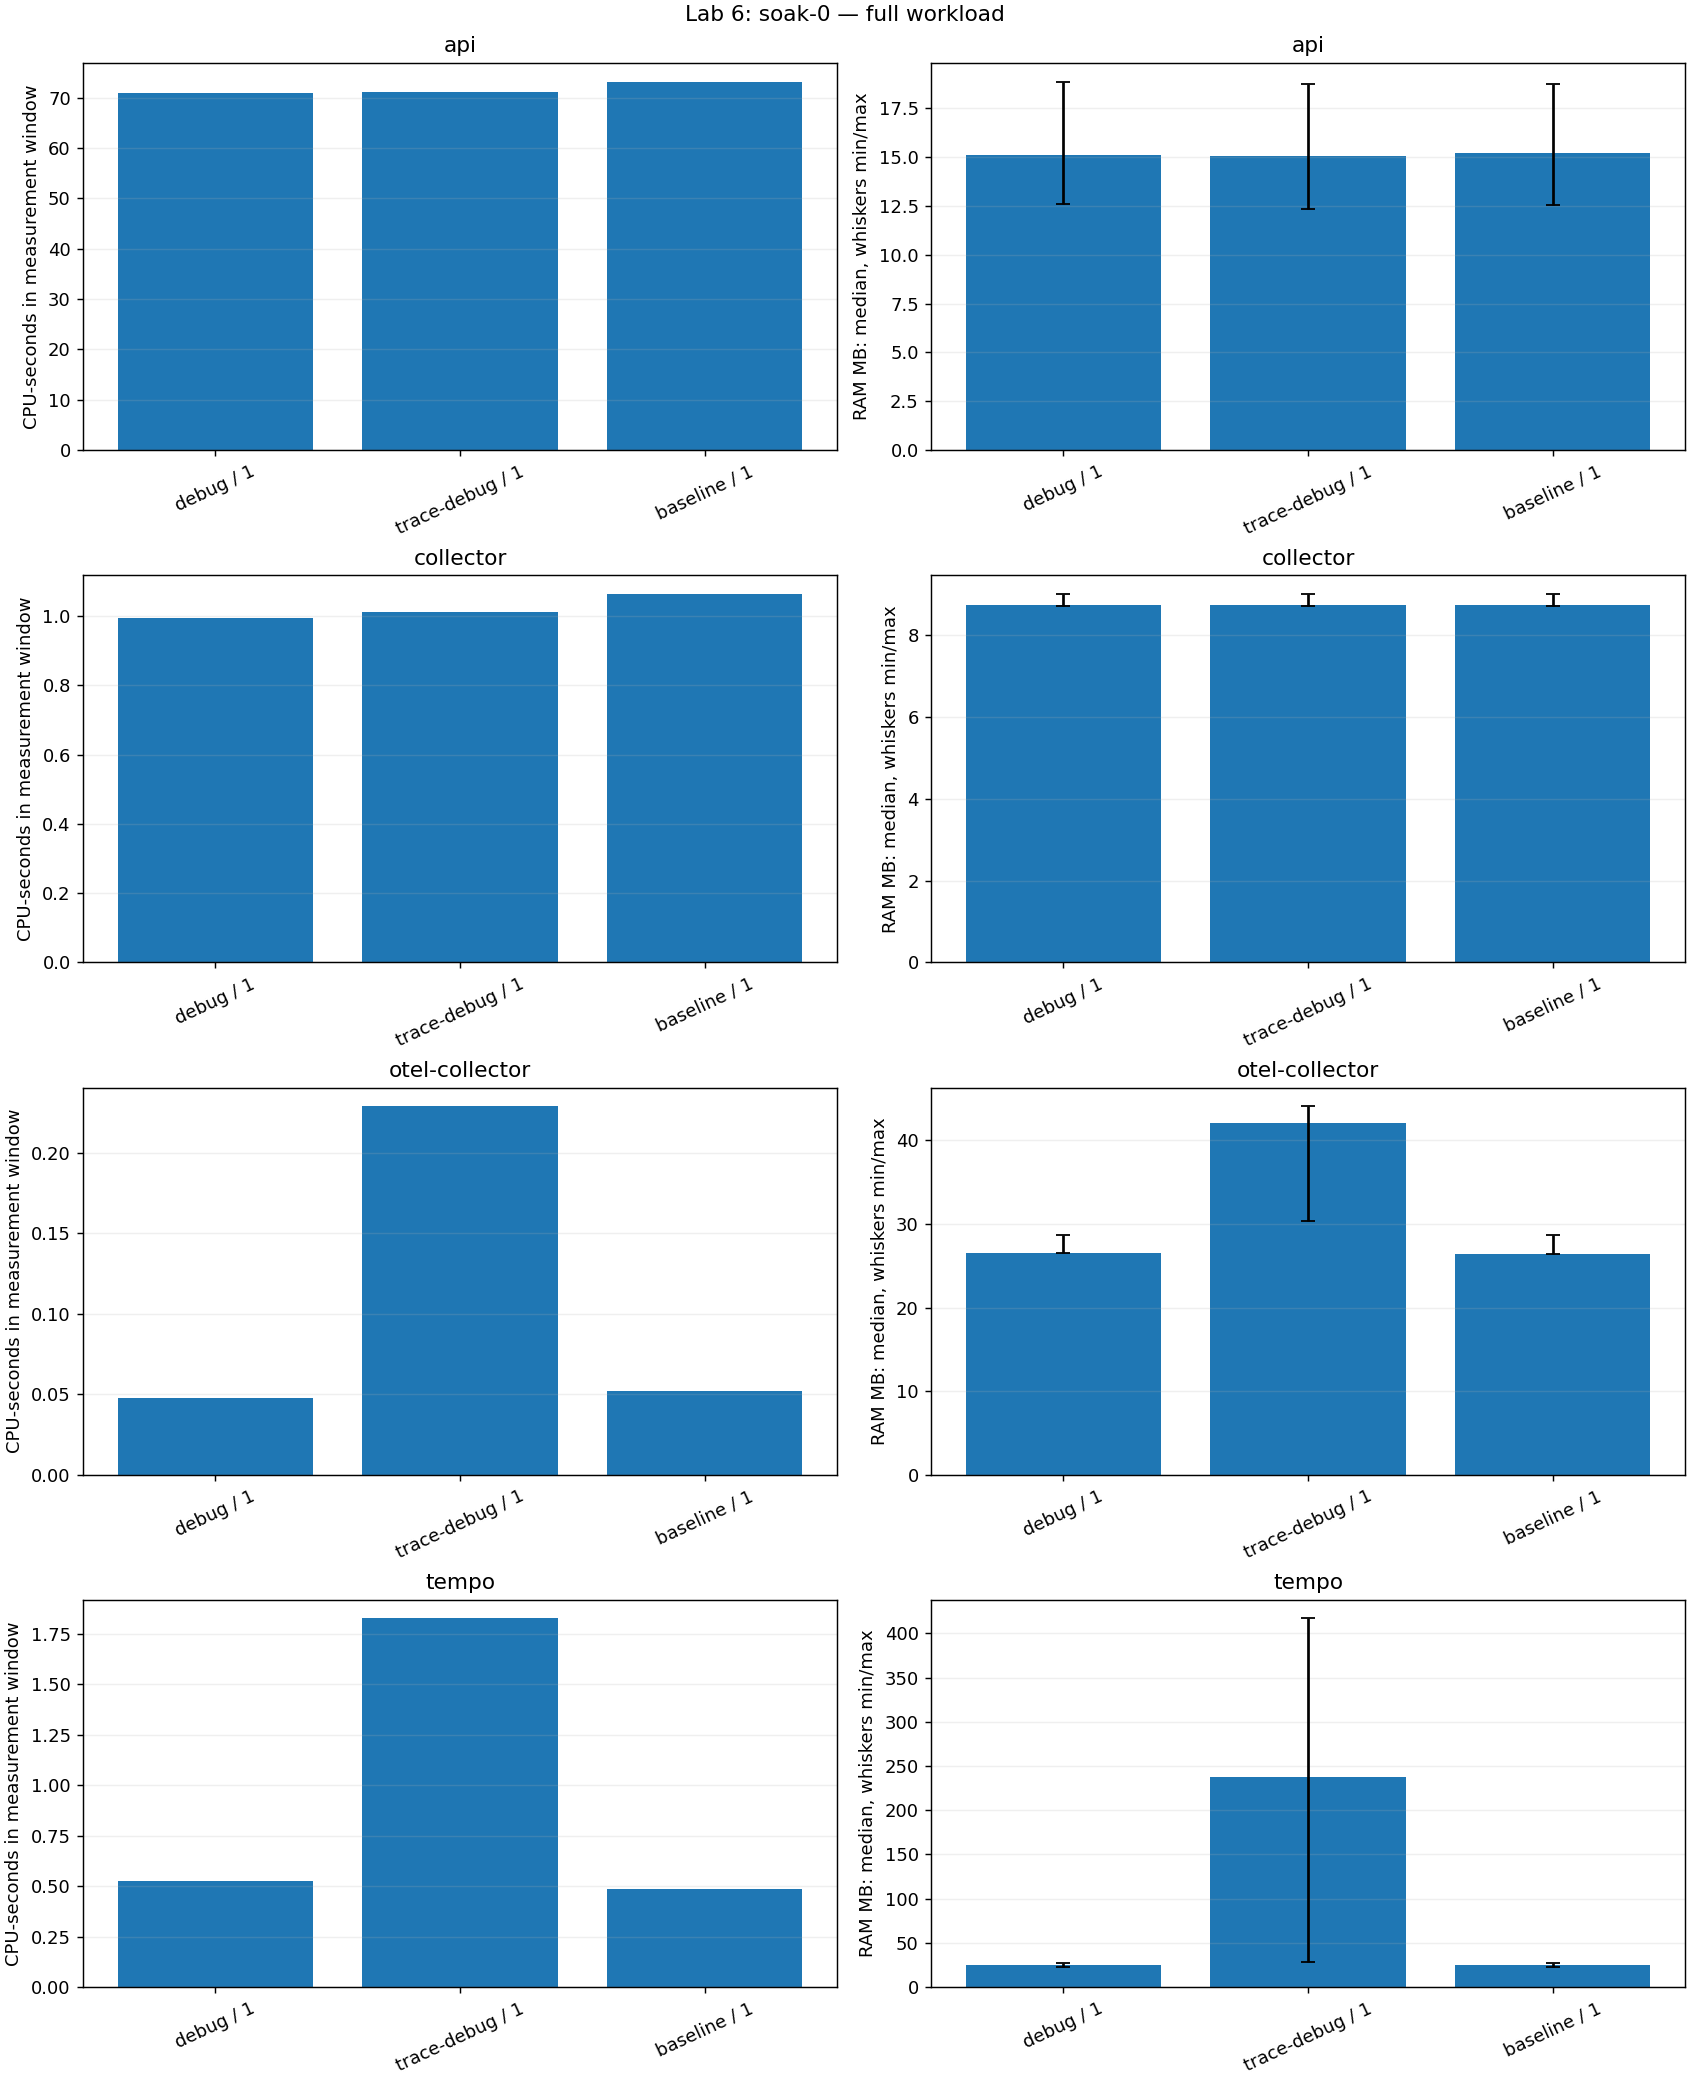 Lab 6: soak-0 — full workload
api
CPU-seconds in measurement window
70
60
50
40
30
20
10
0
debug / 1
trace-debug / 1
baseline / 1
api
RAM MB: median, whiskers min/max
17.5
15.0
12.5
10.0
7.5
5.0
2.5
0.0
debug / 1
trace-debug / 1
baseline / 1
collector
CPU-seconds in measurement window
1.0
0.8
0.6
0.4
0.2
0.0
debug / 1
trace-debug / 1
baseline / 1
collector
RAM MB: median, whiskers min/max
8
6
4
2
0
debug / 1
trace-debug / 1
baseline / 1
otel-collector
CPU-seconds in measurement window
0.20
0.15
0.10
0.05
0.00
debug / 1
trace-debug / 1
baseline / 1
otel-collector
RAM MB: median, whiskers min/max
40
30
20
10
0
debug / 1
trace-debug / 1
baseline / 1
tempo
CPU-seconds in measurement window
1.75
1.50
1.25
1.00
0.75
0.50
0.25
0.00
debug / 1
trace-debug / 1
baseline / 1
tempo
RAM MB: median, whiskers min/max
400
350
300
250
200
150
100
50
0
debug / 1
trace-debug / 1
baseline / 1